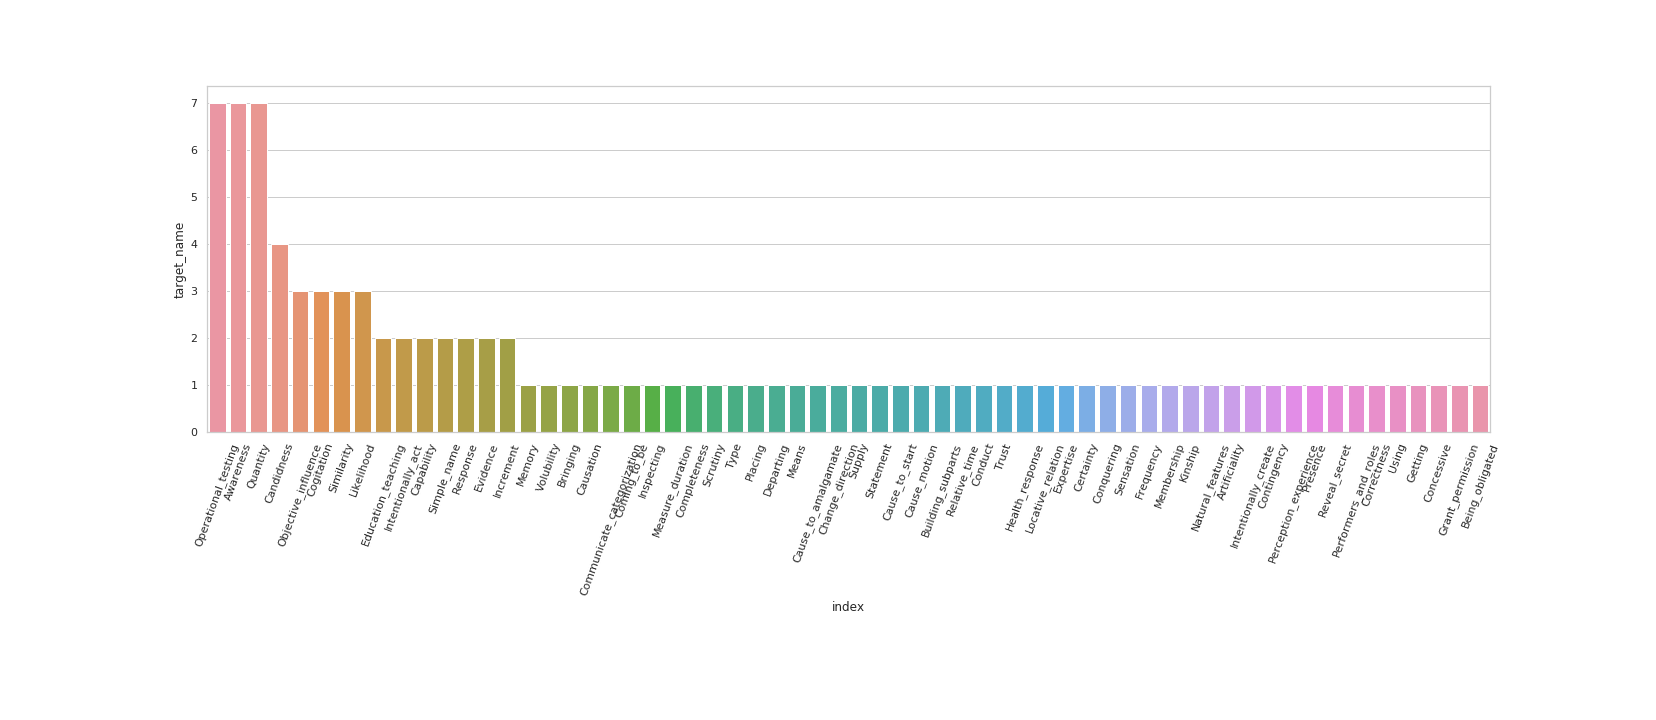 7
6
5
4
3
2
1
0
target_name
Operational_testing
Awareness
Quantity
Candidness
Objective_influence
Cogitation
Similarity
Likelihood
Education_teaching
Intentionally_act
Capability
Simple_name
Response
Evidence
Increment
Memory
Volubility
Bringing
Causation
Communicate_categorization
Coming_to_be
Inspecting
Measure_duration
Completeness
Scrutiny
Type
Placing
Departing
Means
Cause_to_amalgamate
Change_direction
Supply
Statement
Cause_to_start
Cause_motion
Building_subparts
Relative_time
Conduct
Trust
Health_response
Locative_relation
Expertise
Certainty
Conquering
Sensation
Frequency
Membership
Kinship
Natural_features
Artificiality
Intentionally_create
Contingency
Perception_experience
Presence
Reveal_secret
Performers_and_roles
Correctness
Using
Getting
Concessive
Grant_permission
Being_obligated
index